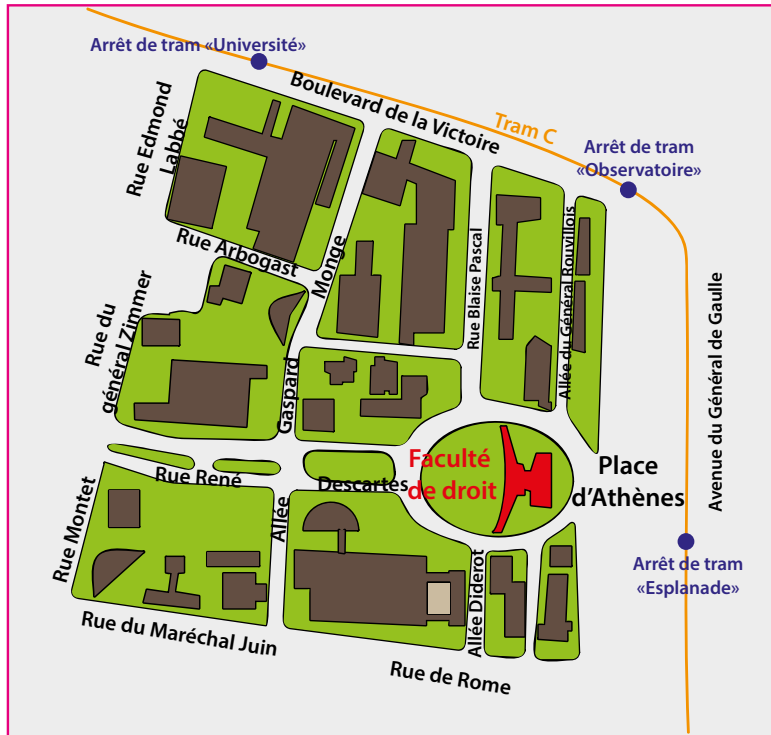 Arrêt de tram «Université»
Boulevard de la Victoire
Tram C
Arrêt de tram
«Observatoire»
Rue Edmond
Labbé
Rue Arbogast
Rue Blaise Pascal
Allée du Général Rouvillois
Avenue du Général de Gaulle
Rue du
général Zimmer
Allée Gaspard Monge
Faculté
de droit
Place
d'Athènes
Rue René Descartes
Rue Montet
Arrêt de tram
«Esplanade»
Allée Diderot
Rue du Maréchal Juin
Rue de Rome